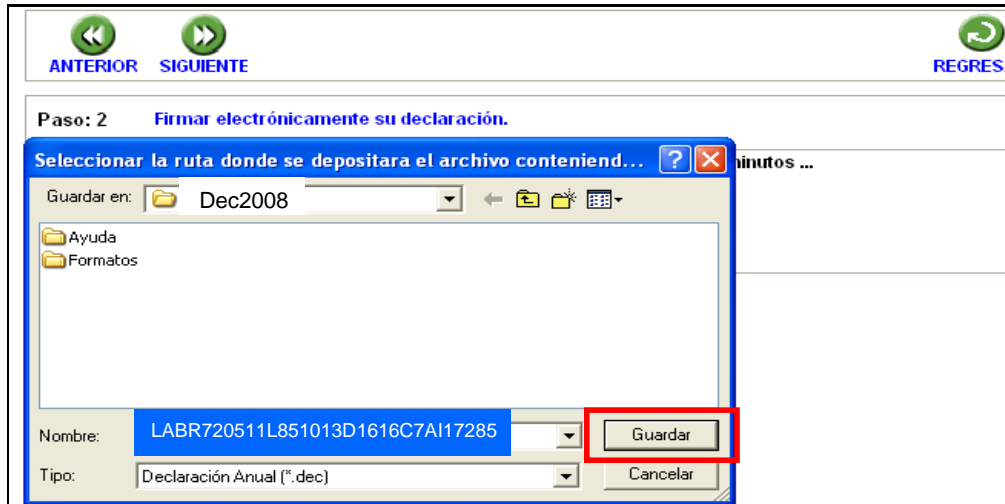 ANTERIOR SIGUIENTE REGRES
Paso: 2 Firmar electrónicamente su declaración.
Seleccionar la ruta donde se depositara el archivo conteniend... ?
inutos ...
Guardar en: Dec2008
Ayuda
Formatos
Nombre: LABR720511L851013D1616C7AI17285 Guardar
Tipo: Declaración Anual (*.dec) Cancelar